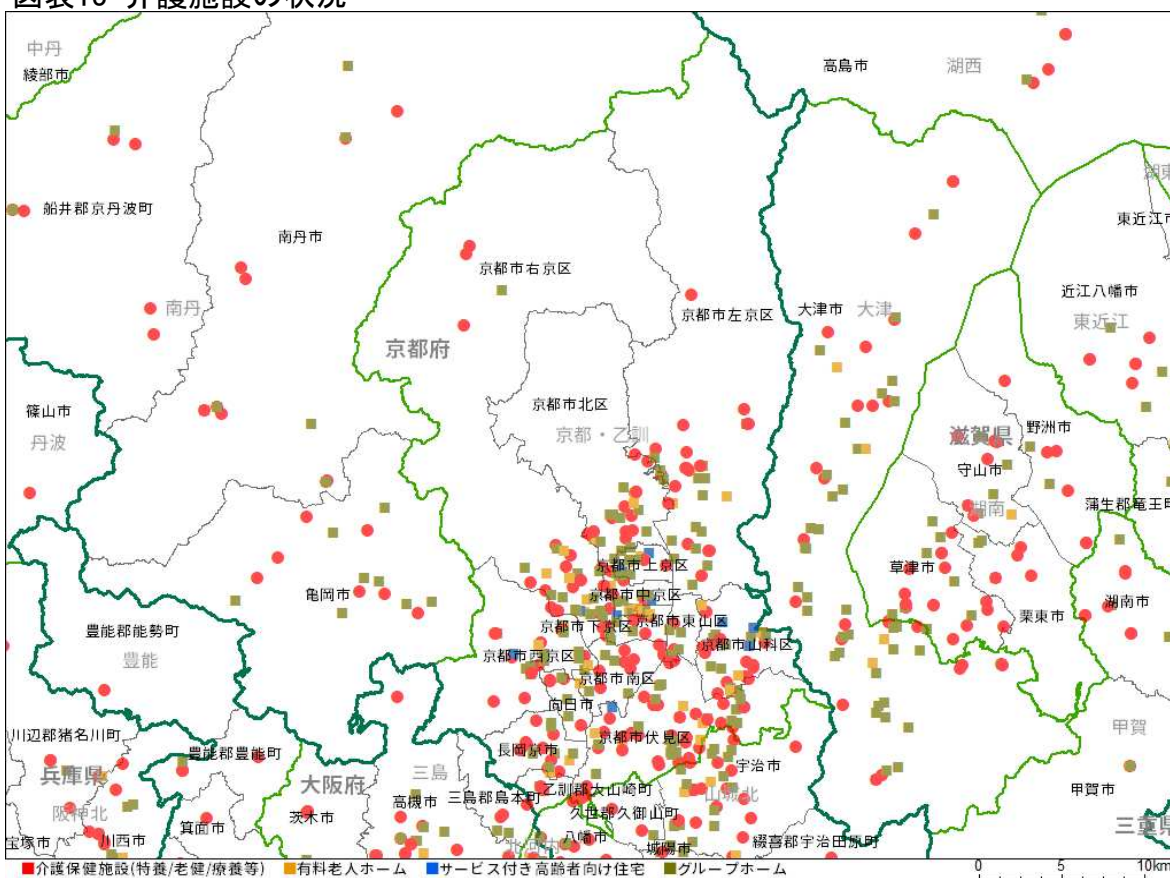 図表10 介護施設の状況
中丹
綾部市
高島市
湖西
湖東
船井郡京丹波町
南丹市
東近江市
京都市右京区
近江八幡市
南丹
京都市左京区
大津市
大津
東近江
京都府
篠山市
丹波
京都市北区
京都・乙訓
野洲市
滋賀県
守山市
蒲生郡竜王町
湖南
京都市上京区
草津市
亀岡市
京都市中京区
湖南市
栗東市
豊能郡能勢町
京都市下京区
京都市東山区
京都市山科区
豊能
京都市西京区
京都市南区
向日市
甲賀
川辺郡猪名川町
京都市伏見区
豊能郡豊能町
長岡京市
兵庫県
大阪府
三島
宇治市
乙訓郡大山崎町
甲賀市
三島郡島本町
高槻市
山城北
阪神北
茨木市
久世郡久御山町
三重県
箕面市
宝塚市
川西市
八幡市
城陽市
綴喜郡宇治田原町
北河内
介護保健施設(特養/老健/療養等)
有料老人ホーム
サービス付き高齢者向け住宅
グループホーム
0 5 10km